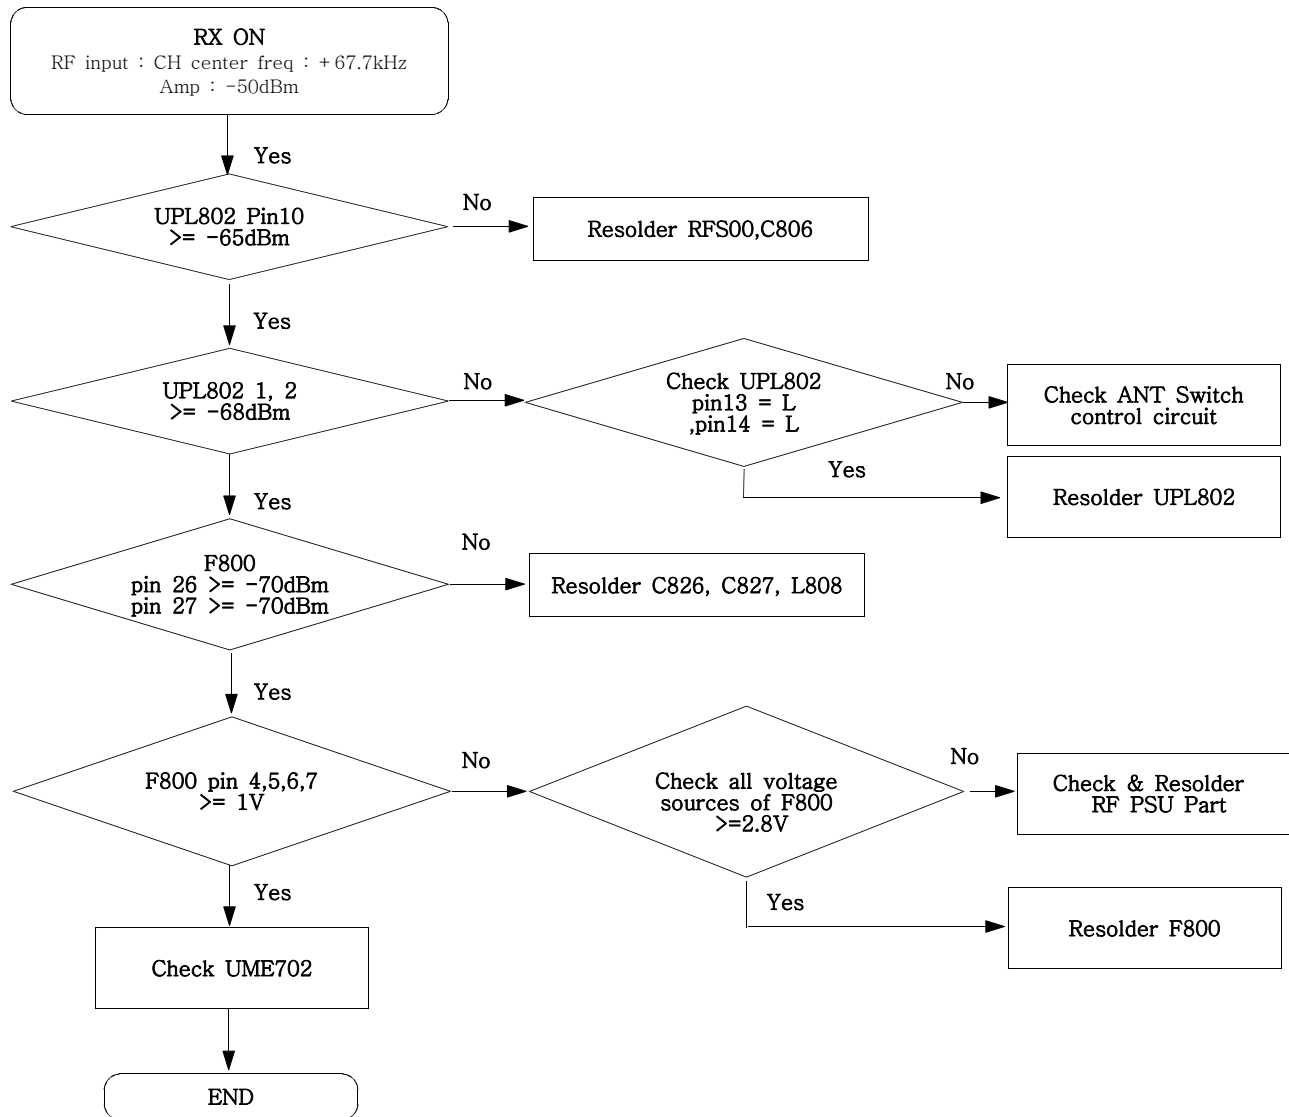 RX ON
RF input : CH center freq : +67.7kHz
Amp : -50dBm
Yes
UPL802 Pin10
>= -65dBm
No
Resolder RFS00,C806
Yes
UPL802 1, 2
>= -68dBm
No
Check UPL802
pin13 = L
,pin14 = L
No
Check ANT Switch
control circuit
Yes
Resolder UPL802
Yes
F800
pin 26 >= -70dBm
pin 27 >= -70dBm
No
Resolder C826, C827, L808
Yes
F800 pin 4,5,6,7
>= 1V
No
Check all voltage
sources of F800
>=2.8V
No
Check & Resolder
RF PSU Part
Yes
Resolder F800
Yes
Check UME702
END